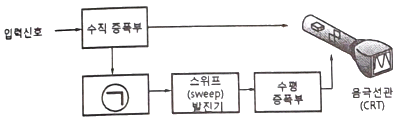 입력신호
수직 증폭부
ㄱ
스위프
(sweep)
발진기
수평
증폭부
음극선관
(CRT)